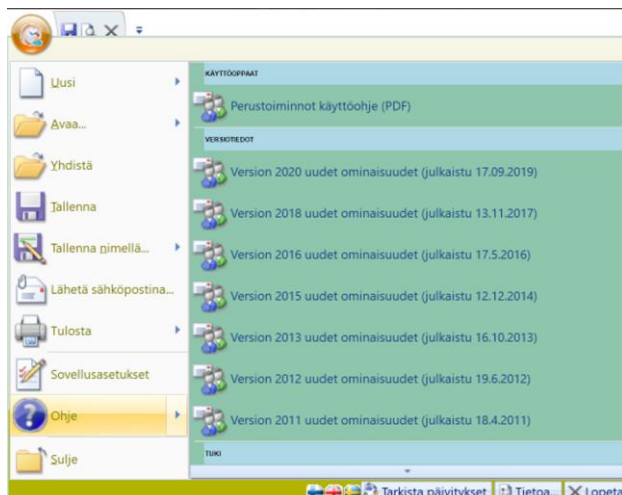 Uusi
Avaa...
Yhdistä
Tallenna
Tallenna nimellä...
Lähetä sähköpostina...
Tulosta
Sovellusasetukset
Ohje
Sulje
KÄYTTÖOPPAAT
Perustoiminnot käyttöohje (PDF)
VERSIOTIEDOT
Version 2020 uudet ominaisuudet (julkaistu 17.09.2019)
Version 2018 uudet ominaisuudet (julkaistu 13.11.2017)
Version 2016 uudet ominaisuudet (julkaistu 17.5.2016)
Version 2015 uudet ominaisuudet (julkaistu 12.12.2014)
Version 2013 uudet ominaisuudet (julkaistu 16.10.2013)
Version 2012 uudet ominaisuudet (julkaistu 19.6.2012)
Version 2011 uudet ominaisuudet (julkaistu 18.4.2011)
TUKI
Tarkista päivitykset Tietoa... Lopeta